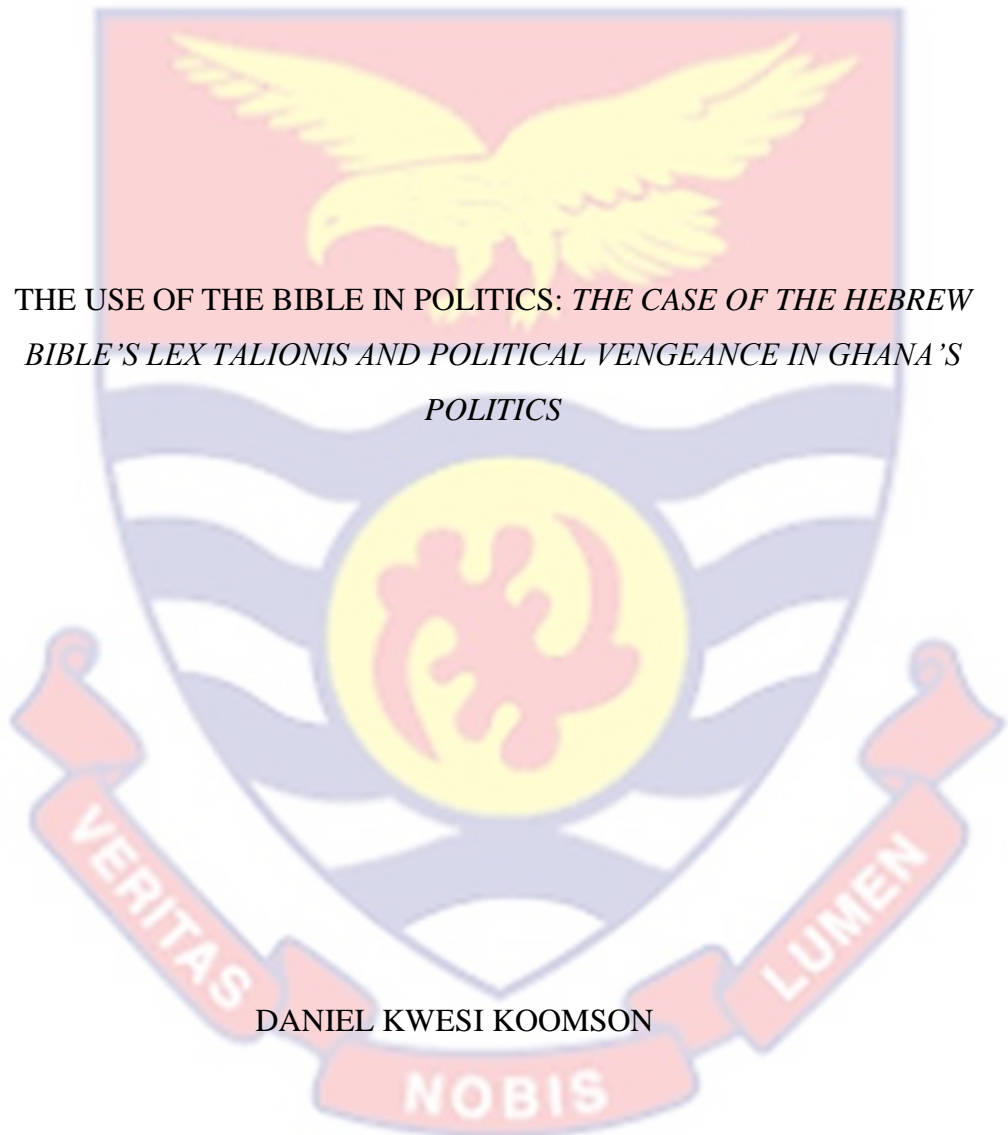 THE USE OF THE BIBLE IN POLITICS: THE CASE OF THE HEBREW
BIBLE’S LEX TALIONIS AND POLITICAL VENGEANCE IN GHANA’S
POLITICS
DANIEL KWESI KOOMSON
VERITAS
NOBIS
LUMEN